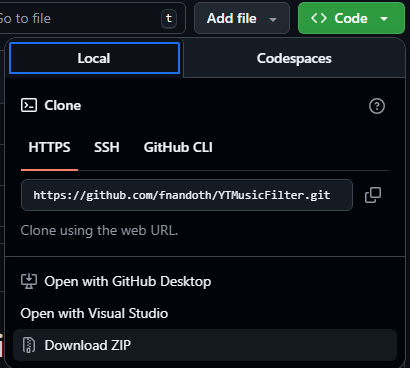 Go to file
t
Add file
Code
Local
Codespaces
Clone
HTTPS
SSH
GitHub CLI
https://github.com/fnandoth/YTMusicFilter.git
Clone using the web URL.
Open with GitHub Desktop
Open with Visual Studio
Download ZIP